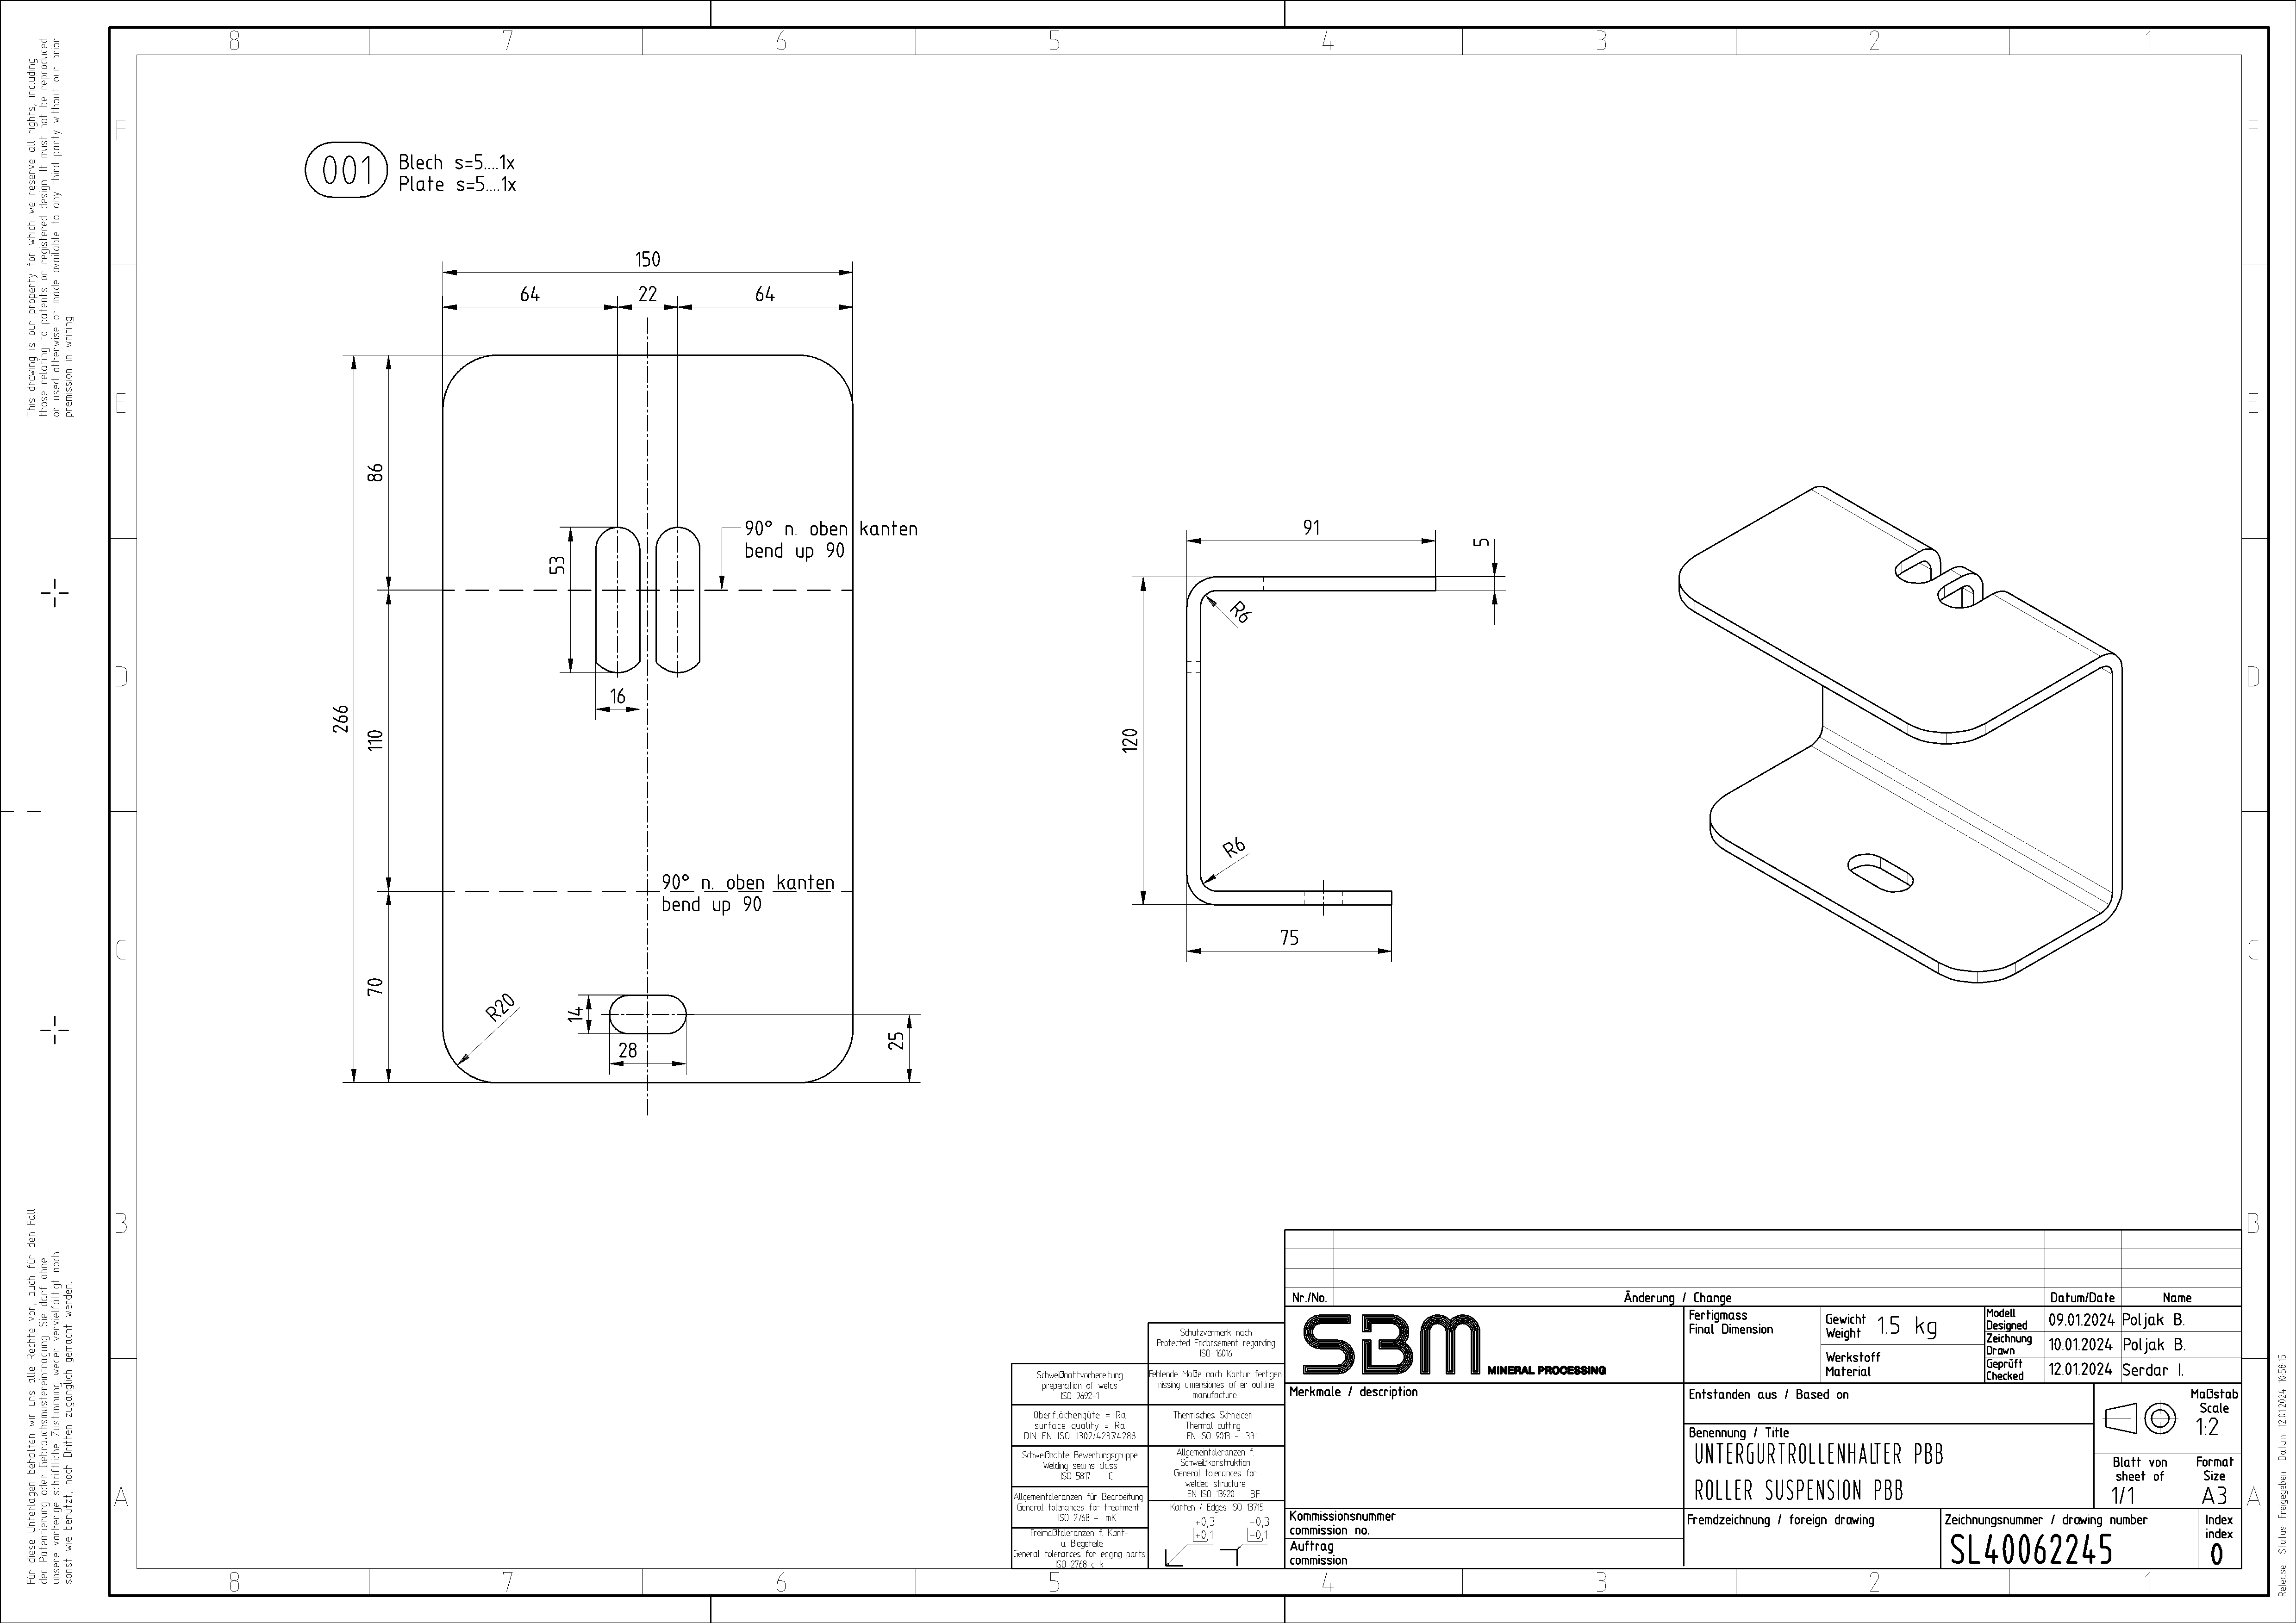 8 7 6 5 4 3 2 1
F
E
D
C
B
A
F
E
D
C
B
A
This drawing is our property for which we reserve all rights, including
those relating to patents or registered design. It must not be reproduced
or used otherwise or made available to any third party without our prior
premission in writing
Für diese Unterlagen behalten wir uns alle Rechte vor, auch für den Fall
der Patentierung oder Gebrauchsmustereintragung. Sie darf ohne
unsere vorherige schriftliche Zustimmung weder vervielfältigt noch
sonst wie benützt, noch Dritten zugänglich gemacht werden.
001
Blech s=5....1x
Plate s=5....1x
150
64 22 64
86
53
90° n. oben kanten
bend up 90
16
266
110
90° n. oben kanten
bend up 90
70
R20
14
28
25
91
5
R6
120
R6
75
Nr./No. Änderung / Change Datum/Date Name
SBM
MINERAL PROCESSING
Fertigmass
Final Dimension
Gewicht
Weight
1.5 kg
Werkstoff
Material
Modell
Designed
09.01.2024 Poljak B.
Zeichnung
Drawn
10.01.2024 Poljak B.
Geprüft
Checked
12.01.2024 Serdar I.
Merkmale / description
Entstanden aus / Based on
Maßstab
Scale
1:2
Benennung / Title
UNTERGURTROLLENHALTER PBB
ROLLER SUSPENSION PBB
Blatt von
sheet of
1/1
Format
Size
A3
Kommissionsnummer
commission no.
Auftrag
commission
Fremdzeichnung / foreign drawing
Zeichnungsnummer / drawing number
SL40062245
Index
index
0
Schutzvermerk nach
Protected Endorsement regarding
ISO 16016
Schweißnahtvorbereitung
preperation of welds
ISO 9692-1
Fehlende Maße nach Kontur fertigen
missing dimensiones after outline
manufacture.
Oberflächengüte = Ra
surface quality = Ra
DIN EN ISO 1302/4287/4288
Thermisches Schneiden
Thermal cutting
EN ISO 9013 - 331
Schweißnähte Bewertungsgruppe
Welding seams class
ISO 5817 - C
Allgementoleranzen f.
Schweißkonstruktion
General tolerances for
welded structure
EN ISO 13920 - BF
Allgementoleranzen für Bearbeitung
General tolerances for treatment
ISO 2768 - mK
Kanten / Edges ISO 13715
+0,3
+0,1
-0,3
-0,1
Freimaßtoleranzen f. Kant-
u. Biegeteile
General tolerances for edging parts
ISO 2768 c k
8 7 6 5 4 3 2 1
Release Status: Freigegeben Datum: 12.01.2024 10:58:15